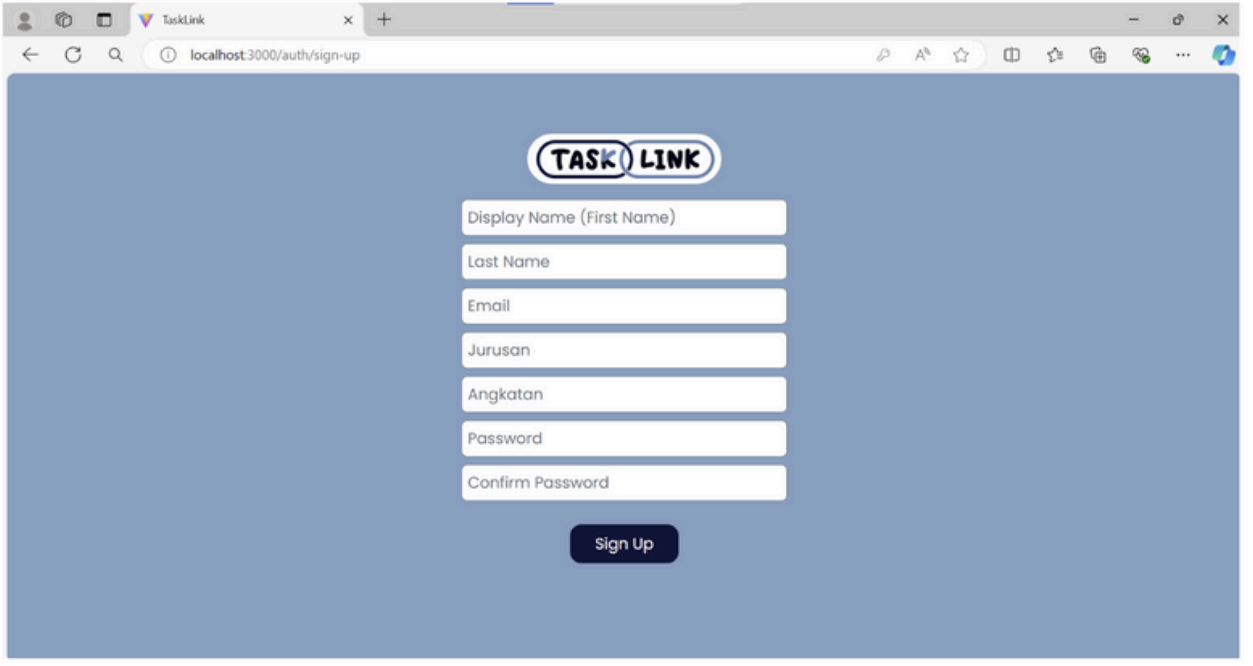 TaskLink
localhost:3000/auth/sign-up
TASK LINK
Display Name (First Name)
Last Name
Email
Jurusan
Angkatan
Password
Confirm Password
Sign Up